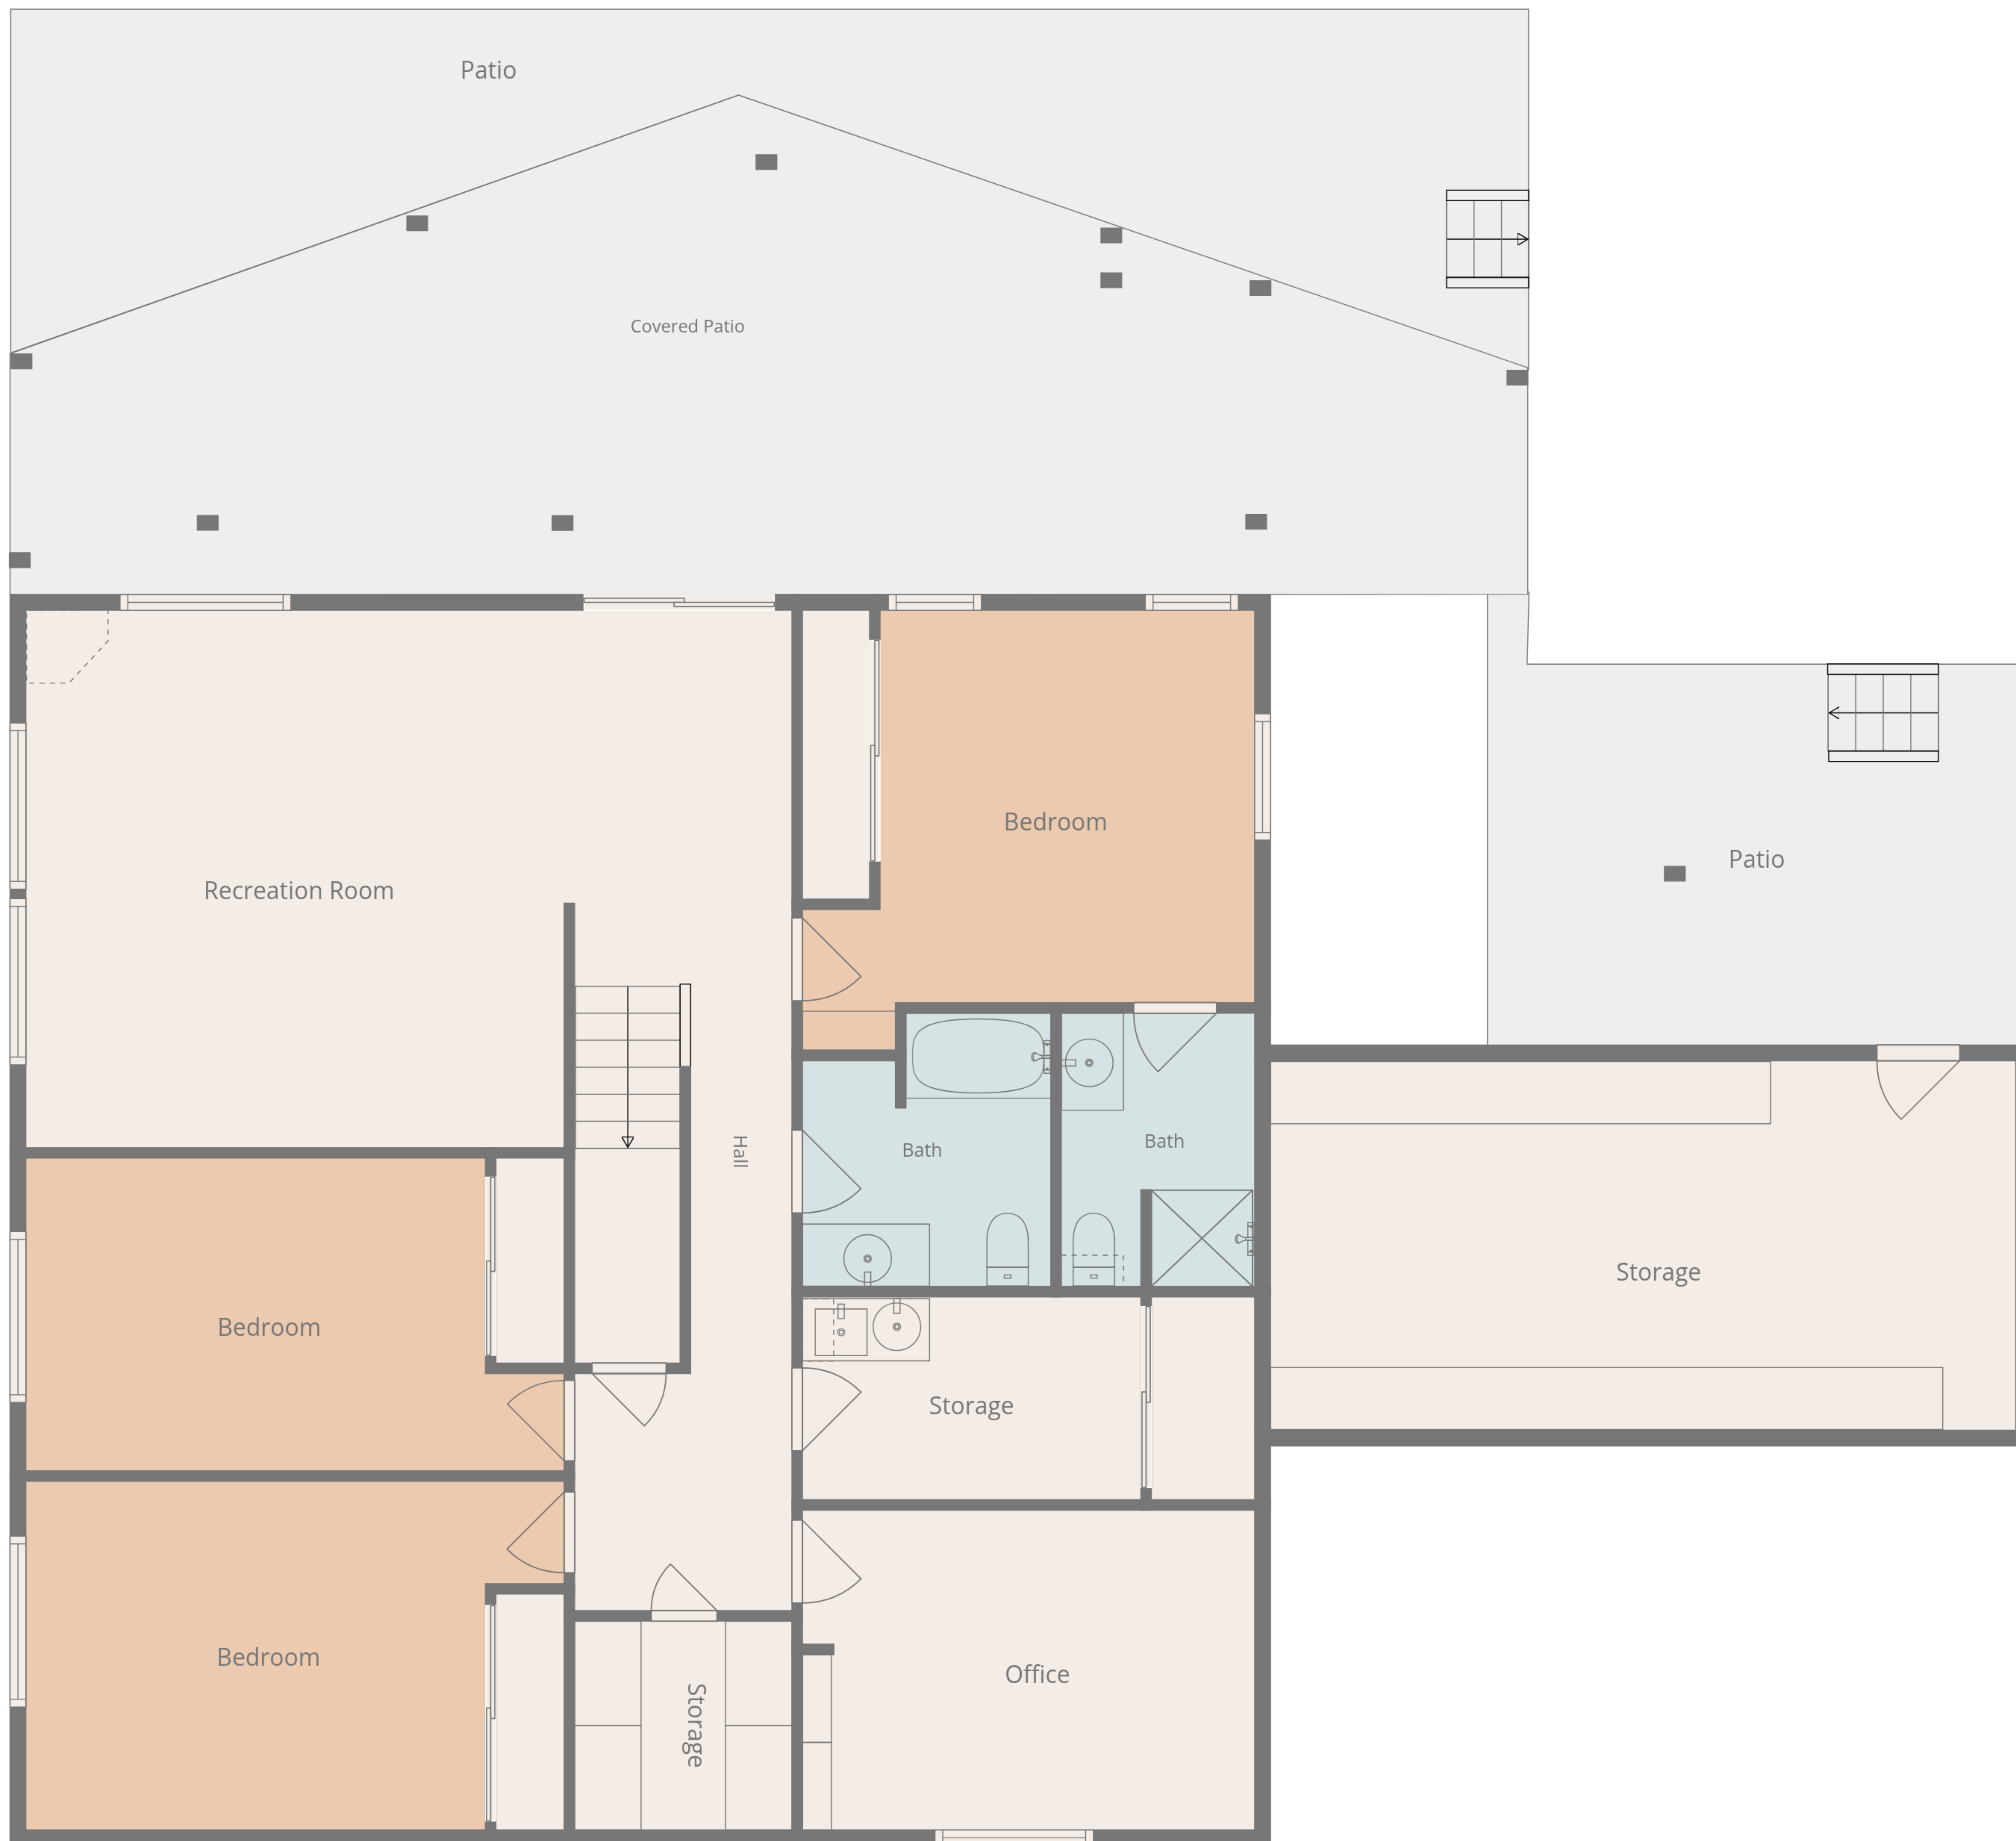 Patio
Covered Patio
Bedroom
Patio
Recreation Room
Hall
Bath
Bath
Storage
Bedroom
Storage
Bedroom
Office
Storage